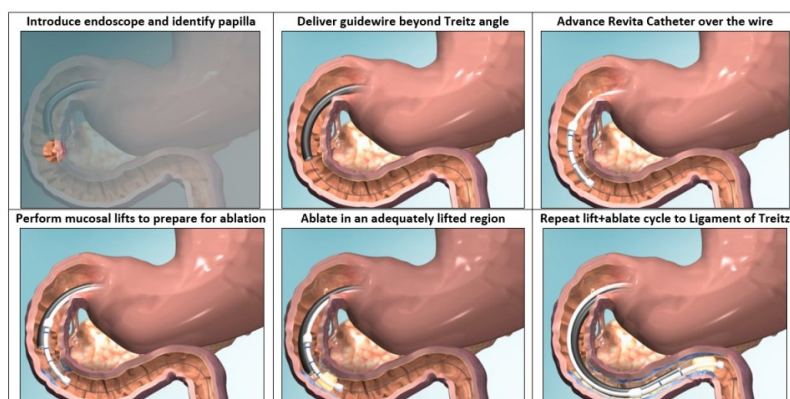 Introduce endoscope and identify papilla
Deliver guidewire beyond Treitz angle
Advance Revita Catheter over the wire
Perform mucosal lifts to prepare for ablation
Ablate in an adequately lifted region
Repeat lift+ablate cycle to Ligament of Treitz